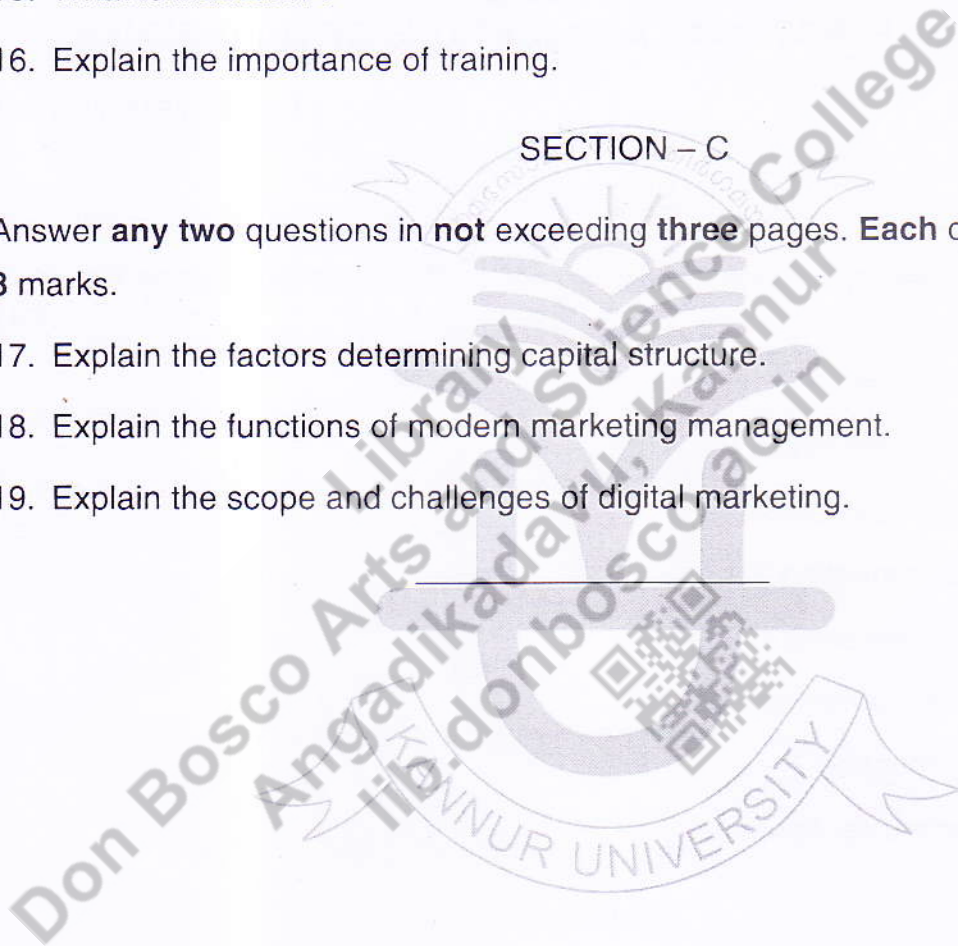 16. Explain the importance of training.
SECTION – C
Answer any two questions in not exceeding three pages. Each
marks.
17. Explain the factors determining capital structure.
18. Explain the functions of modern marketing management.
19. Explain the scope and challenges of digital marketing.
Library
Don Bosco Arts and Science College
Angadikadavu, Kannur
lib.donbosco.ac.in
KANNUR UNIVERSITY